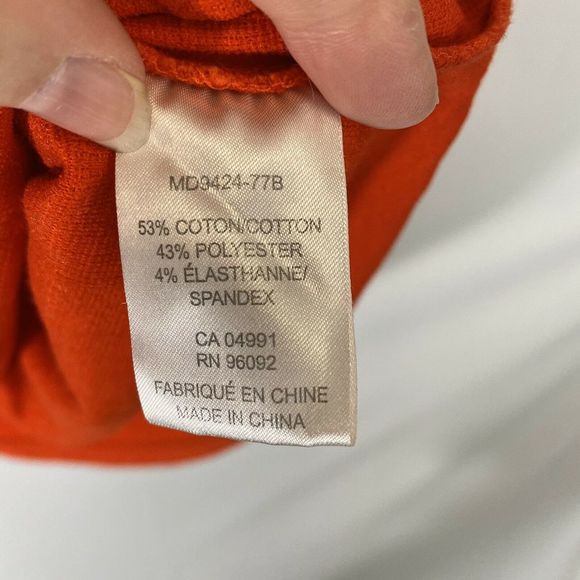 MD9424-77B
53% COTON/COTTON
43% POLYESTER
4% ÉLASTHANNE/
SPANDEX
CA 04991
RN 96092
FABRIQUÉ EN CHINE
MADE IN CHINA